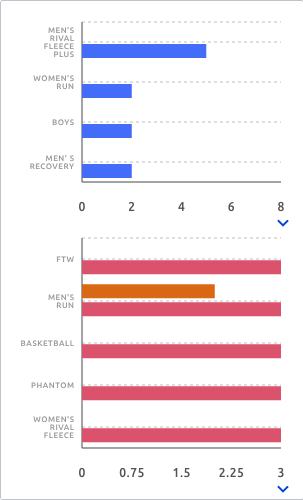 MEN'S
RIVAL
FLEECE
PLUS
WOMEN'S
RUN
BOYS
MEN' S
RECOVERY
0 2 4 6 8
FTW
MEN'S
RUN
BASKETBALL
PHANTOM
WOMEN'S
RIVAL
FLEECE
0 0.75 1.5 2.25 3